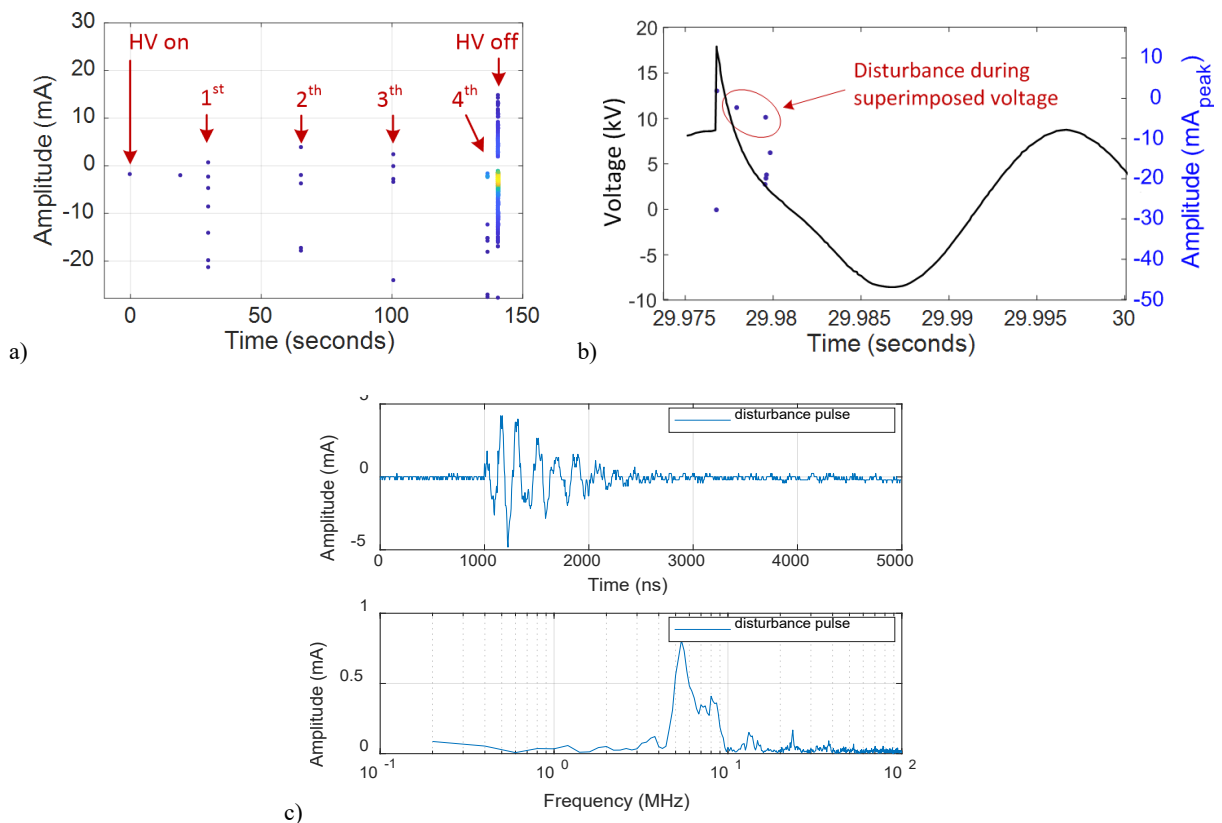 30
20
10
0
-10
-20
Amplitude (mA)
HV on
1st
2th
3th
4th
HV off
0
50
100
150
Time (seconds)
a)
20
15
10
5
0
-5
-10
Voltage (kV)
Disturbance during
superimposed voltage
10
0
-10
-20
-30
-40
-50
Amplitude (mApeak)
29.975
29.98
29.985
29.99
29.995
30
Time (seconds)
b)
0
-5
Amplitude (mA)
disturbance pulse
0
1000
2000
3000
4000
5000
Time (ns)
1
0.5
0
Amplitude (mA)
disturbance pulse
10-1
100
101
102
Frequency (MHz)
c)